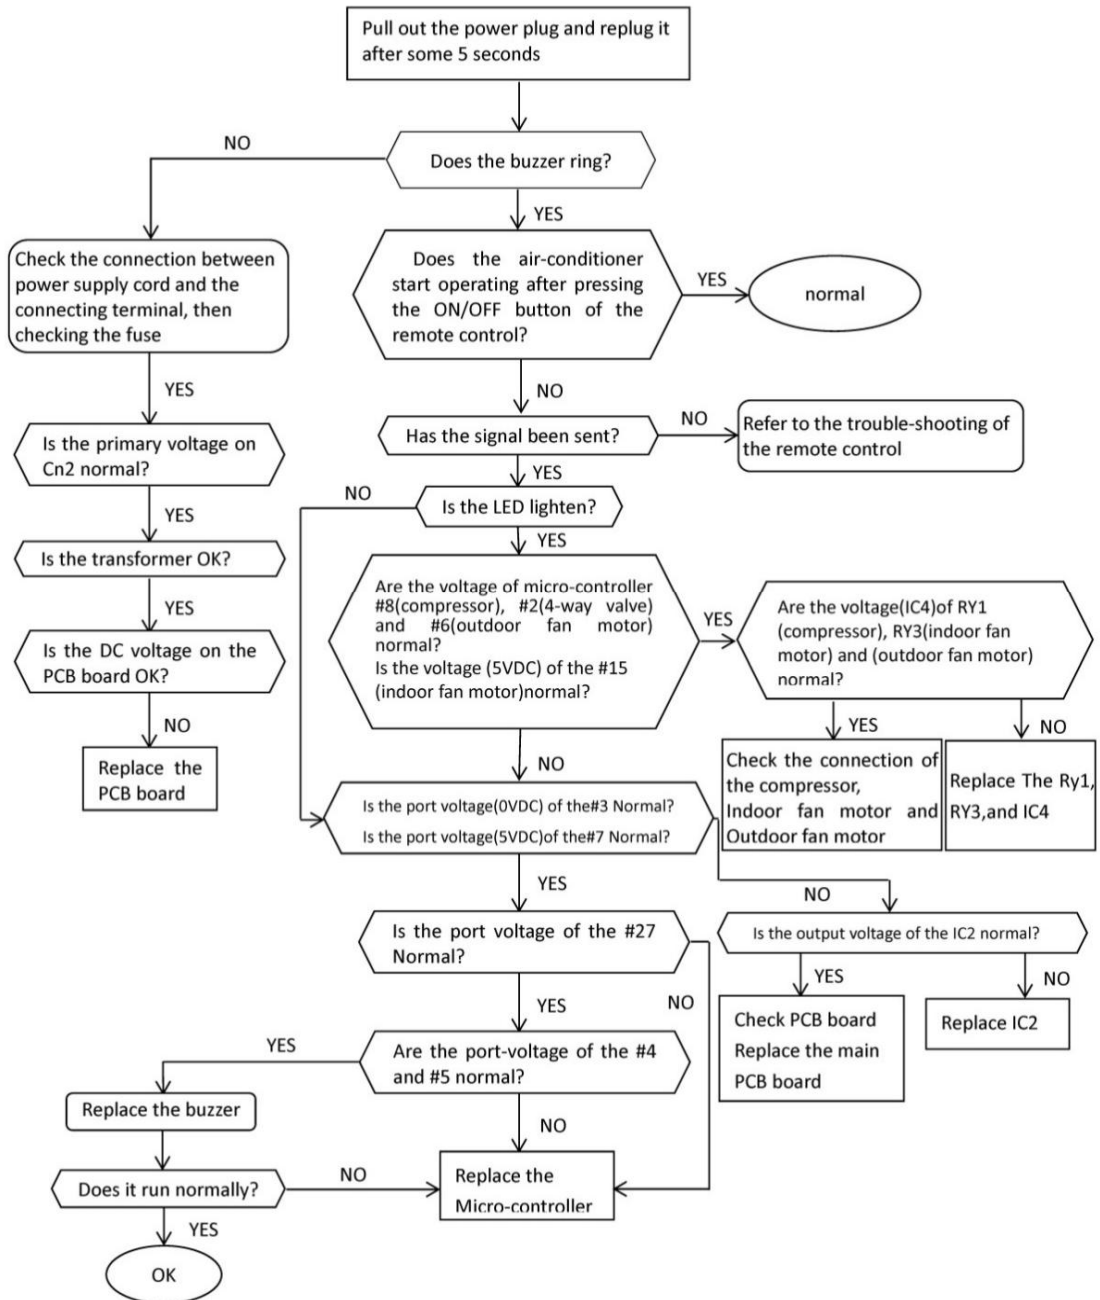 Pull out the power plug and replug it
after some 5 seconds
NO
Does the buzzer ring?
YES
Check the connection between
power supply cord and the
connecting terminal, then
checking the fuse
Does the air-conditioner
start operating after pressing
the ON/OFF button of the
remote control?
YES
normal
YES
NO
Is the primary voltage on
Cn2 normal?
Has the signal been sent?
NO
Refer to the trouble-shooting of
the remote control
YES
NO
Is the LED lighten?
YES
YES
Is the transformer OK?
YES
Is the DC voltage on the
PCB board OK?
NO
Replace the
PCB board
Are the voltage of micro-controller
#8(compressor), #2(4-way valve)
and #6(outdoor fan motor)
normal?
Is the voltage (5VDC) of the #15
(indoor fan motor)normal?
YES
Are the voltage(IC4)of RY1
(compressor), RY3(indoor fan
motor) and (outdoor fan motor)
normal?
YES
NO
Check the connection of
the compressor,
Indoor fan motor and
Outdoor fan motor
Replace The Ry1,
RY3,and IC4
NO
Is the port voltage(0VDC) of the#3 Normal?
Is the port voltage(5VDC)of the#7 Normal?
YES
NO
Is the port voltage of the #27
Normal?
Is the output voltage of the IC2 normal?
YES
NO
YES
NO
Check PCB board
Replace the main
PCB board
Replace IC2
Are the port-voltage of the #4
and #5 normal?
YES
Replace the buzzer
NO
Does it run normally?
NO
Replace the
Micro-controller
YES
OK